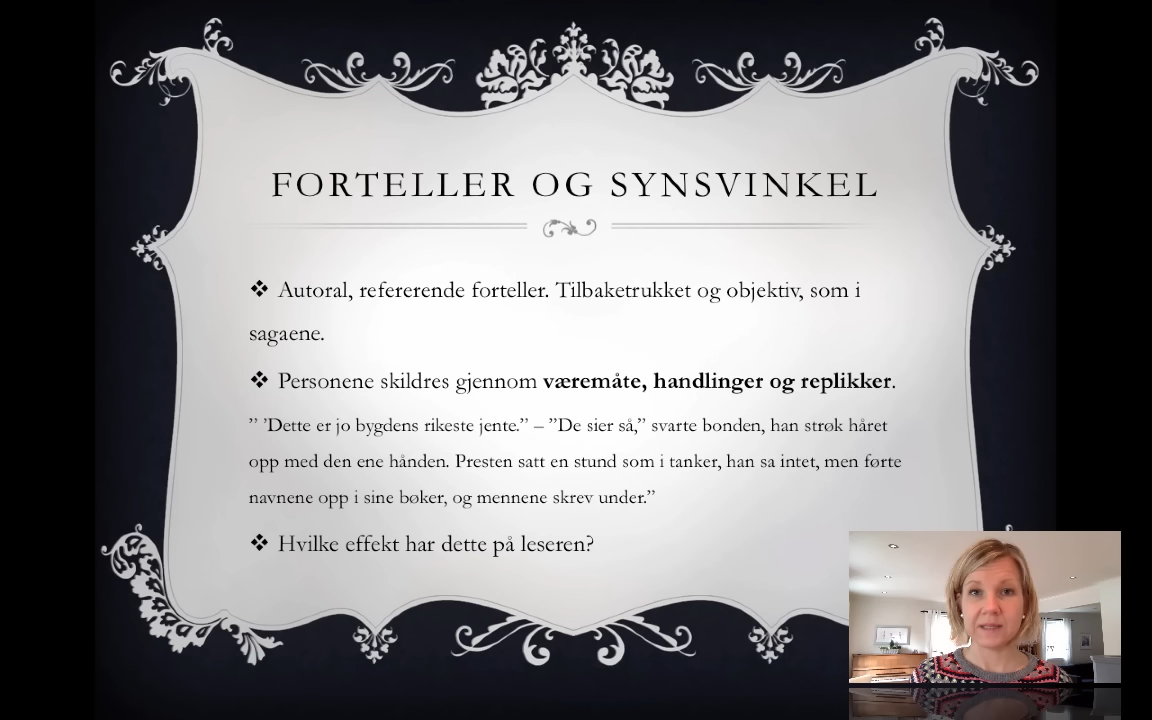 FORTELLER OG SYNSVINKEL
❖ Autoral, refererende forteller. Tilbaketrukket og objektiv, som i
sagaene.
❖ Personene skildres gjennom væremåte, handlinger og replikker.
” ’Dette er jo bygdens rikeste jente.” – ”De sier så,” svarte bonden, han strøk håret
opp med den ene hånden. Presten satt en stund som i tanker, han sa intet, men førte
navnene opp i sine bøker, og mennene skrev under.”
❖ Hvilke effekt har dette på leseren?